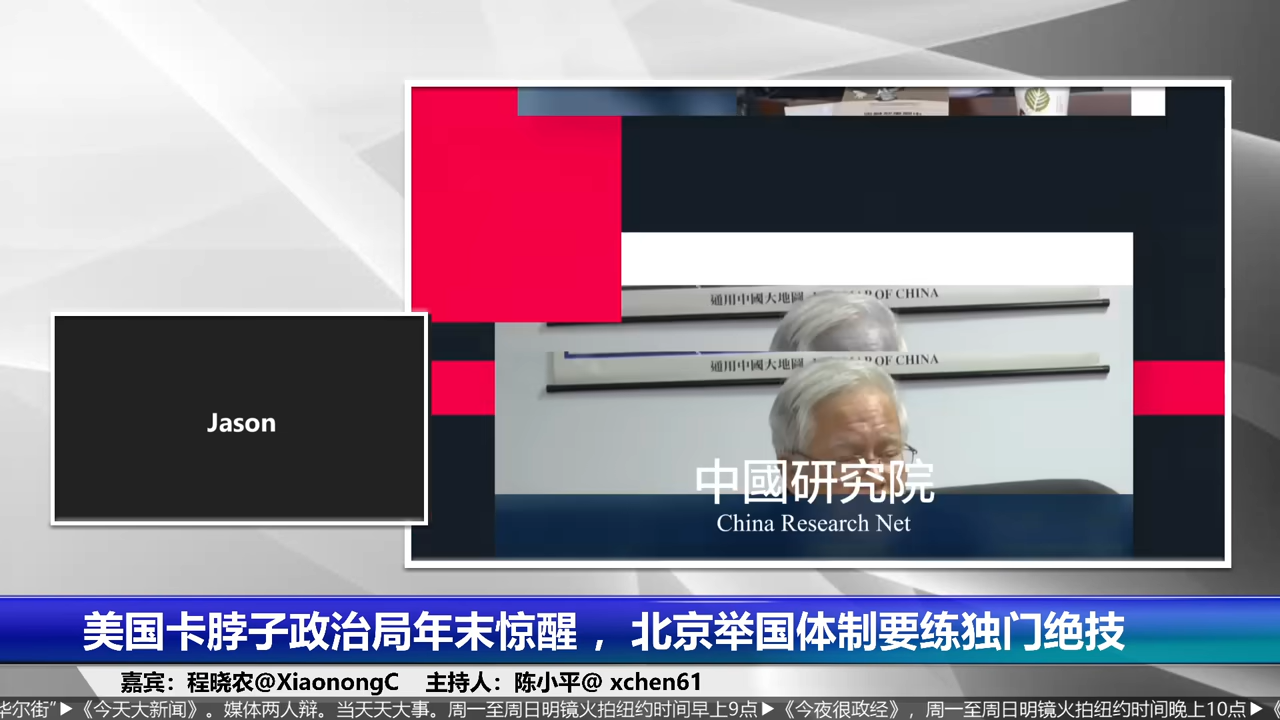 通用中國大地圖
MAP OF CHINA
通用中國大地圖
MAP OF CHINA
中國研究院
China Research Net
Jason
美国卡脖子政治局年末惊醒，北京举国体制要练独门绝技
嘉宾：程晓农@XiaonongC 主持人：陈小平@ xchen61
华尔街”▶《今天大新闻》。媒体两人辩。当天天大事。周一至周日明镜火拍纽约时间早上9点▶《今夜很政经》，周一至周日明镜火拍纽约时间晚上10点▶《